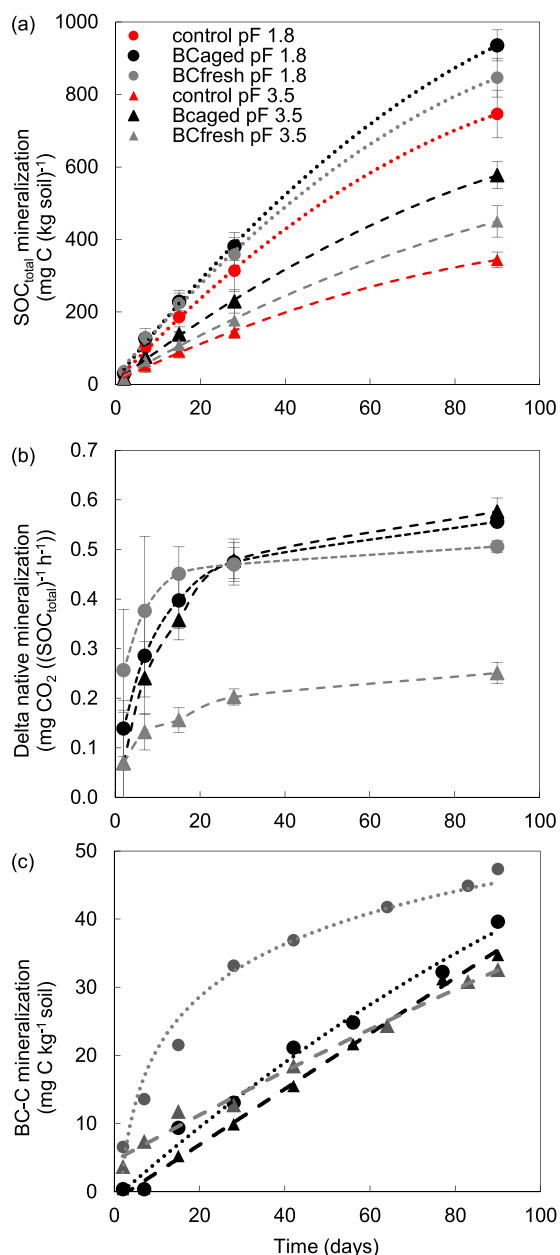 (a)
1000
800
600
400
200
0
SOCtotal mineralization
(mg C (kg soil)-1)
control pF 1.8
BCaged pF 1.8
BCfresh pF 1.8
control pF 3.5
Bcaged pF 3.5
BCfresh pF 3.5
0 20 40 60 80 100
(b)
0.7
0.6
0.5
0.4
0.3
0.2
0.1
0.0
Delta native mineralization
(mg CO2 ((SOCtotal)-1 h-1))
0 20 40 60 80 100
(c)
50
40
30
20
10
0
BC-C mineralization
(mg C kg-1 soil)
0 20 40 60 80 100
Time (days)